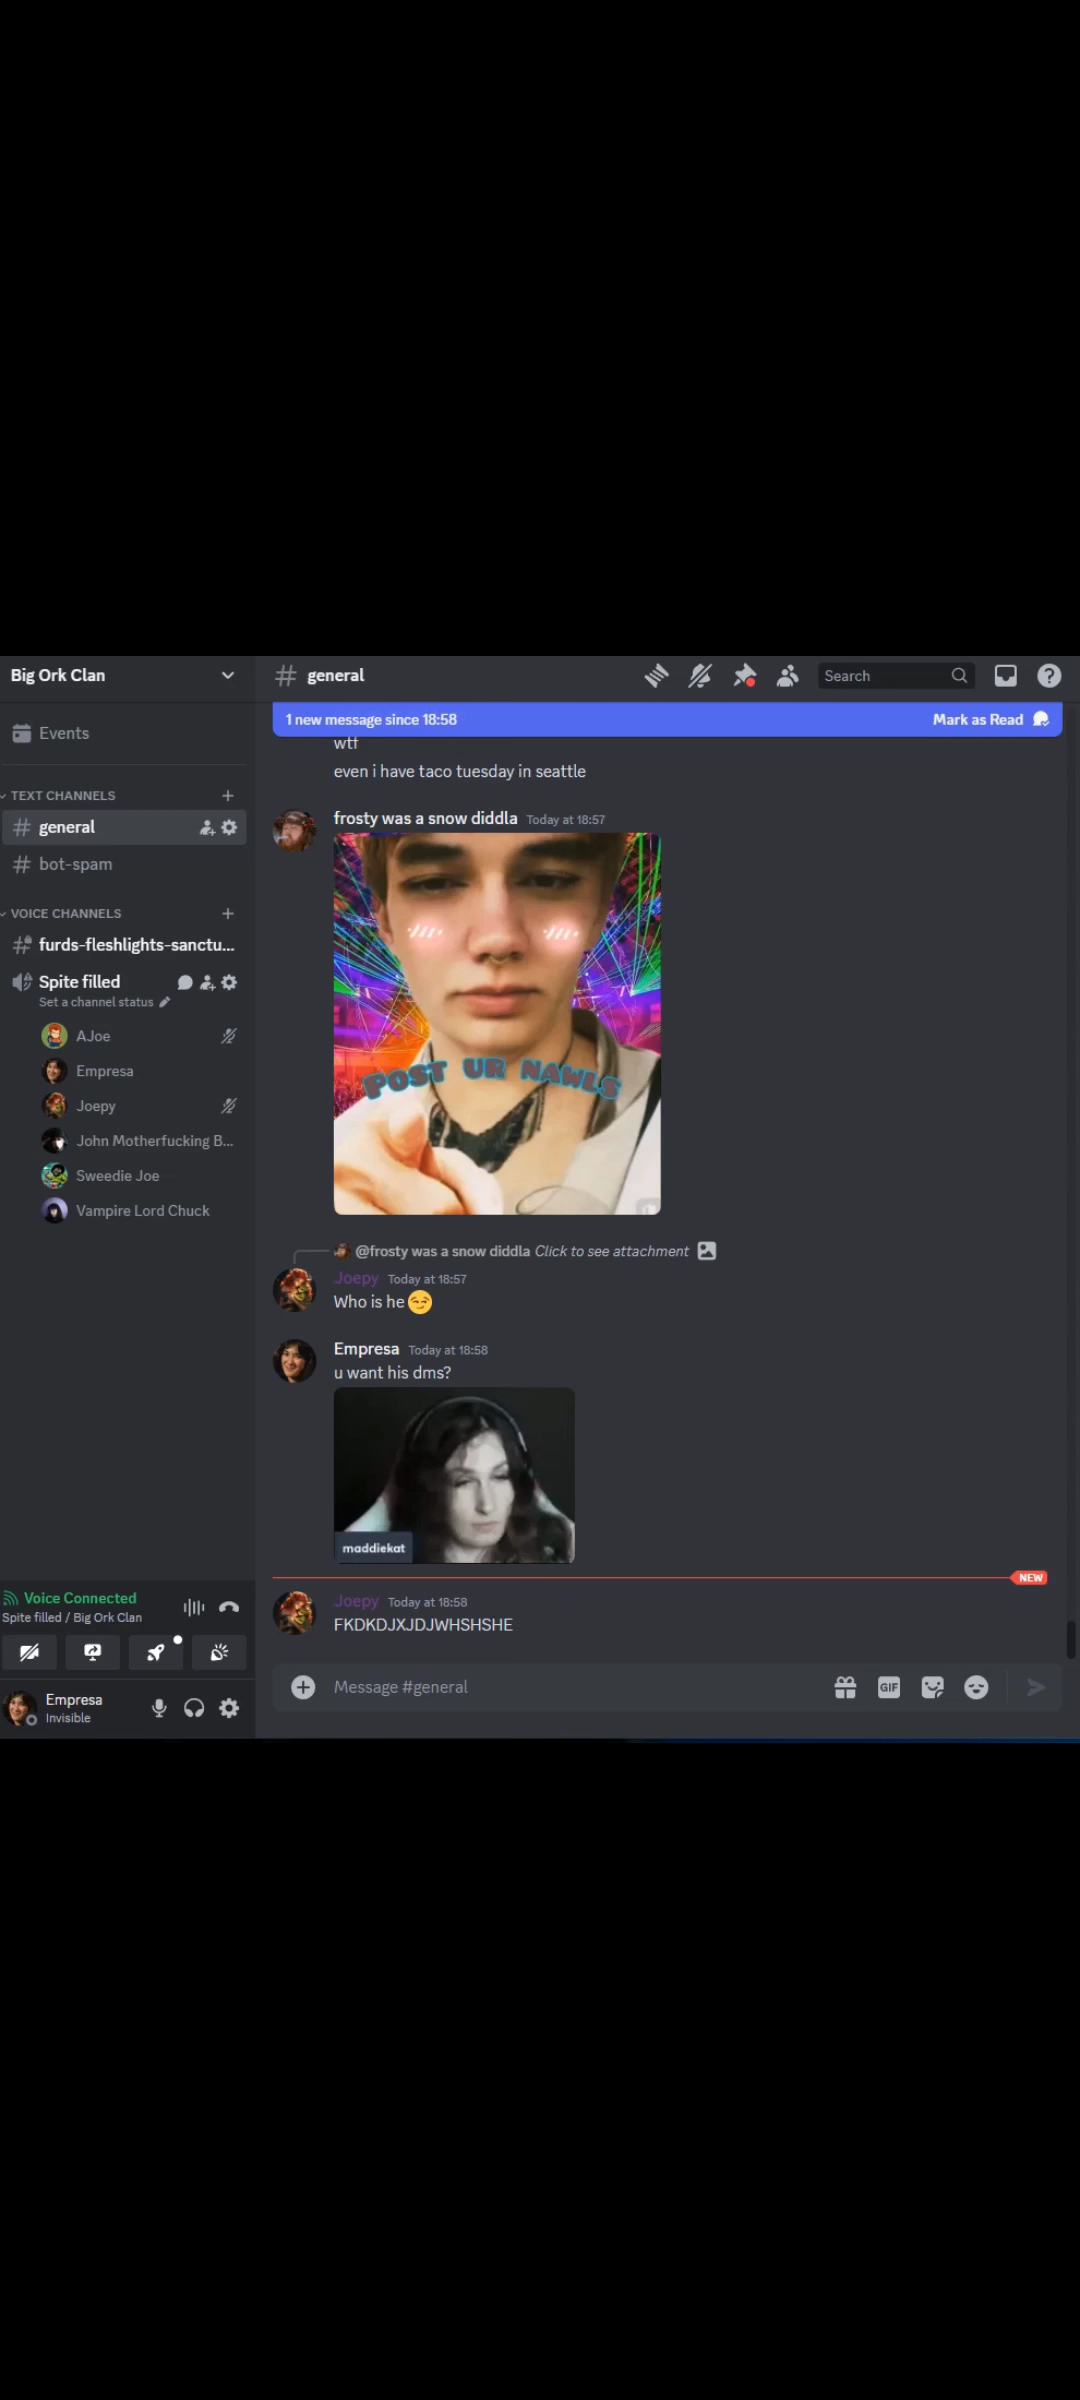 Big Ork Clan
Events
TEXT CHANNELS
general
bot-spam
VOICE CHANNELS
furds-fleshlights-sanctu...
Spite filled
Set a channel status
AJoe
Empresa
Joepy
John Motherfucking B...
Sweedie Joe
Vampire Lord Chuck
Voice Connected
Spite filled / Big Ork Clan
Empresa
Invisible
general
Search
1 new message since 18:58
Mark as Read
wtf
even i have taco tuesday in seattle
frosty was a snow diddla Today at 18:57
POST UR NAWLS
@frosty was a snow diddla Click to see attachment
Joepy Today at 18:57
Who is he😏
Empresa Today at 18:58
u want his dms?
maddiekat
NEW
Joepy Today at 18:58
FKDKDJXJDJWHSHSHE
Message #general
GIF